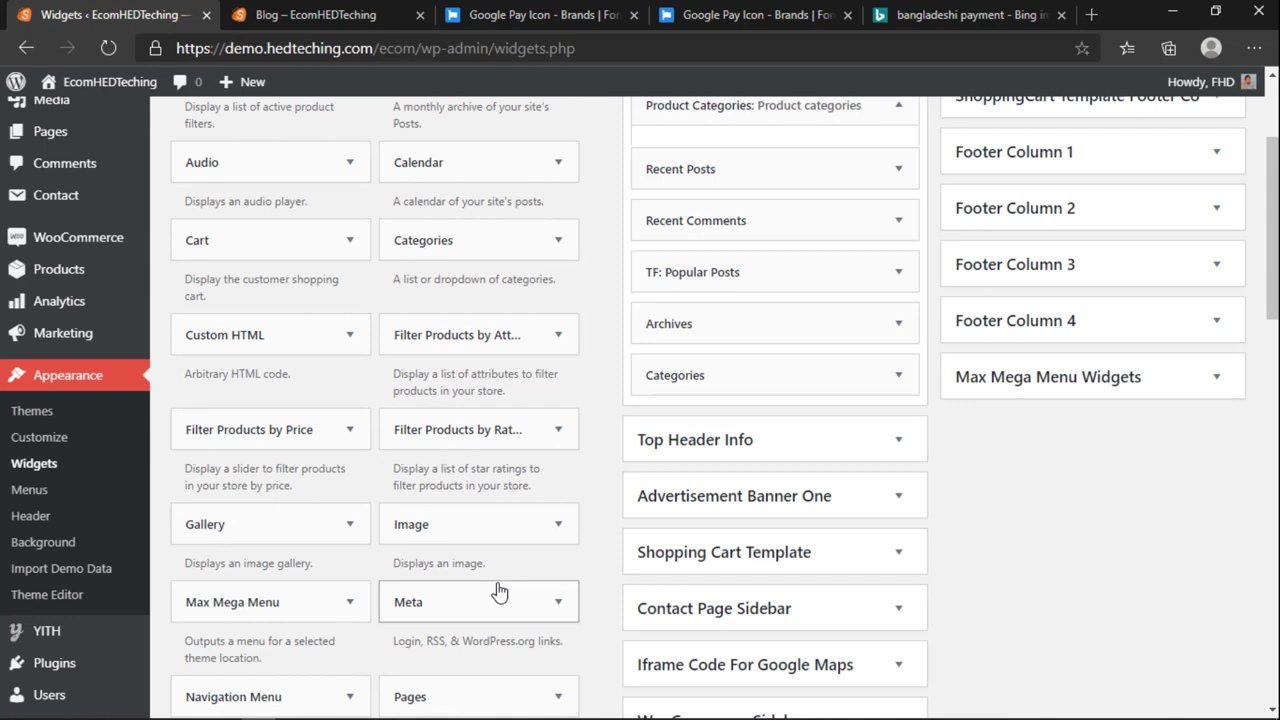 Widgets ‹ EcomHEDTeching —
Blog – EcomHEDTeching
Google Pay Icon - Brands | Fon
Google Pay Icon - Brands | Fon
bangladeshi payment - Bing in
https://demo.hedteching.com/ecom/wp-admin/widgets.php
EcomHEDTeching
0
New
Howdy, FHD
Media
Pages
Comments
Contact
WooCommerce
Products
Analytics
Marketing
Appearance
Themes
Customize
Widgets
Menus
Header
Background
Import Demo Data
Theme Editor
YITH
Plugins
Users
Display a list of active product
filters.
A monthly archive of your site's
Posts.
Audio
Calendar
Displays an audio player.
A calendar of your site's posts.
Cart
Categories
Display the customer shopping
cart.
A list or dropdown of categories.
Custom HTML
Filter Products by Att...
Arbitrary HTML code.
Display a list of attributes to filter
products in your store.
Filter Products by Price
Filter Products by Rat...
Display a slider to filter products
in your store by price.
Display a list of star ratings to
filter products in your store.
Gallery
Image
Displays an image gallery.
Displays an image.
Max Mega Menu
Meta
Outputs a menu for a selected
theme location.
Login, RSS, & WordPress.org links.
Navigation Menu
Pages
Product Categories: Product categories
Recent Posts
Recent Comments
TF: Popular Posts
Archives
Categories
Top Header Info
Advertisement Banner One
Shopping Cart Template
Contact Page Sidebar
Iframe Code For Google Maps
ShoppingCart Template Footer Co
Footer Column 1
Footer Column 2
Footer Column 3
Footer Column 4
Max Mega Menu Widgets